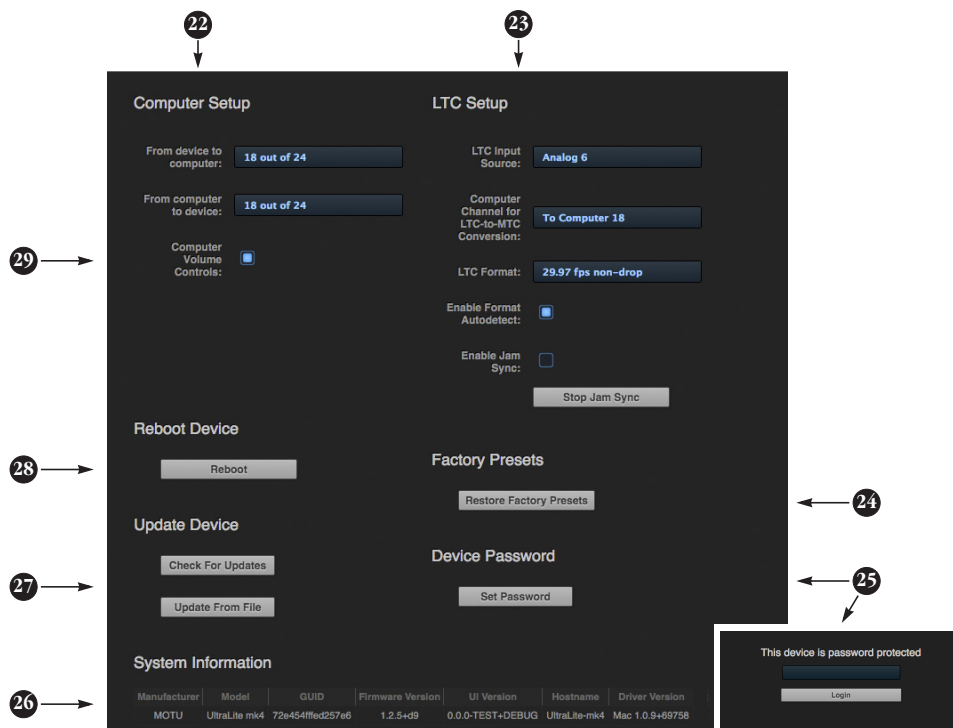 22
23
Computer Setup
LTC Setup
From device to
computer:
18 out of 24
LTC Input
Source:
Analog 6
From computer
to device:
18 out of 24
Computer
Channel for
LTC-to-MTC
Conversion:
To Computer 18
29
Computer
Volume
Controls:
LTC Format:
29.97 fps non-drop
Enable Format
Autodetect:
Enable Jam
Sync:
Stop Jam Sync
Reboot Device
28
Reboot
Factory Presets
Restore Factory Presets
24
Update Device
Check For Updates
27
Update From File
Device Password
Set Password
25
This device is password protected
Login
System Information
26
Manufacturer Model GUID Firmware Version UI Version Hostname Driver Version
MOTU UltraLite mk4 72e454fffed257e6 1.2.5+d9 0.0.0-TEST+DEBUG UltraLite-mk4 Mac 1.0.9+69758